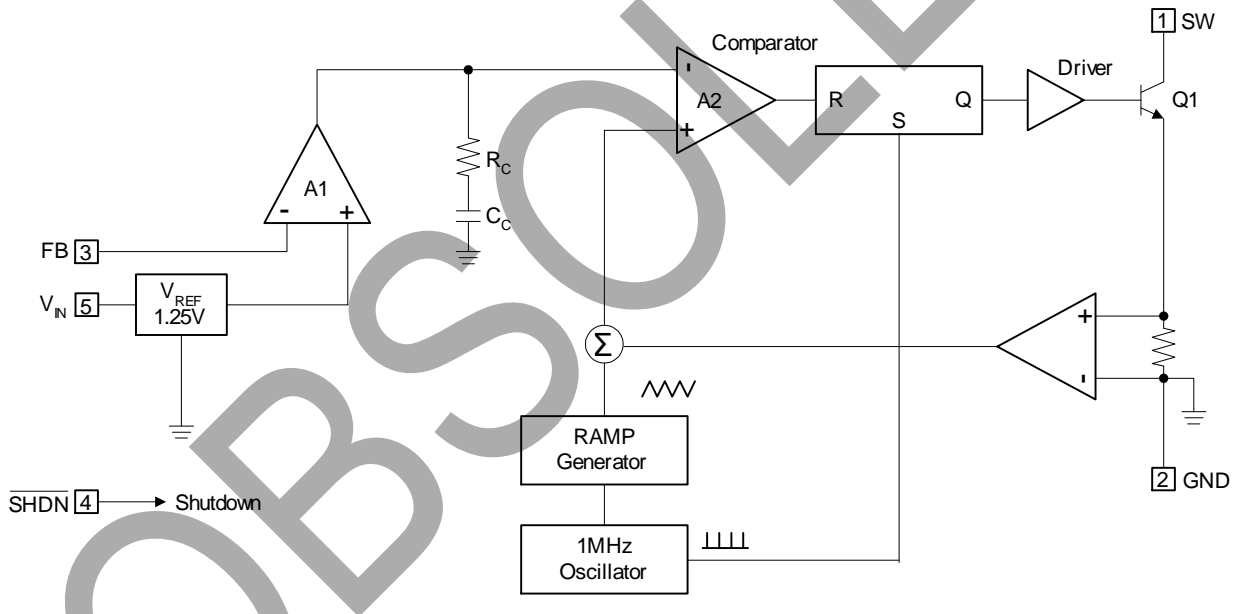 1 SW
Comparator
Driver
-
A2
+
R
Q
S
Q1
R_C
A1
-
+
C_C
FB 3
V_IN 5
V_REF
1.25V
+
-
Σ
RAMP
Generator
2 GND
SHDN 4
Shutdown
1MHz
Oscillator
OBSOLE